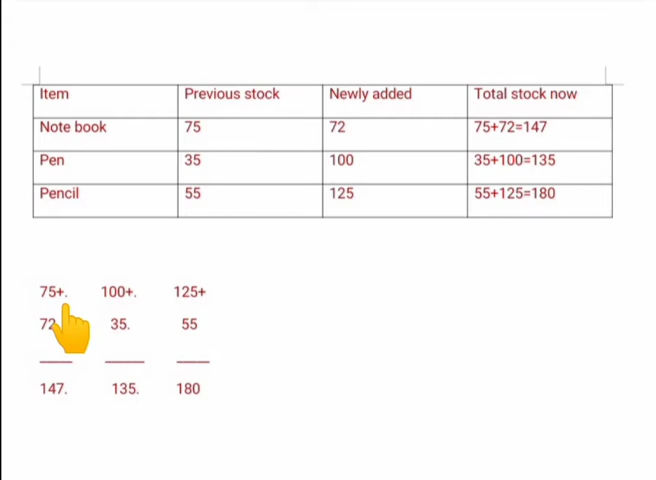 Item Previous stock Newly added Total stock now
Note book 75 72 75+72=147
Pen 35 100 35+100=135
Pencil 55 125 55+125=180
75+. 100+. 125+
72 35. 55
147. 135. 180